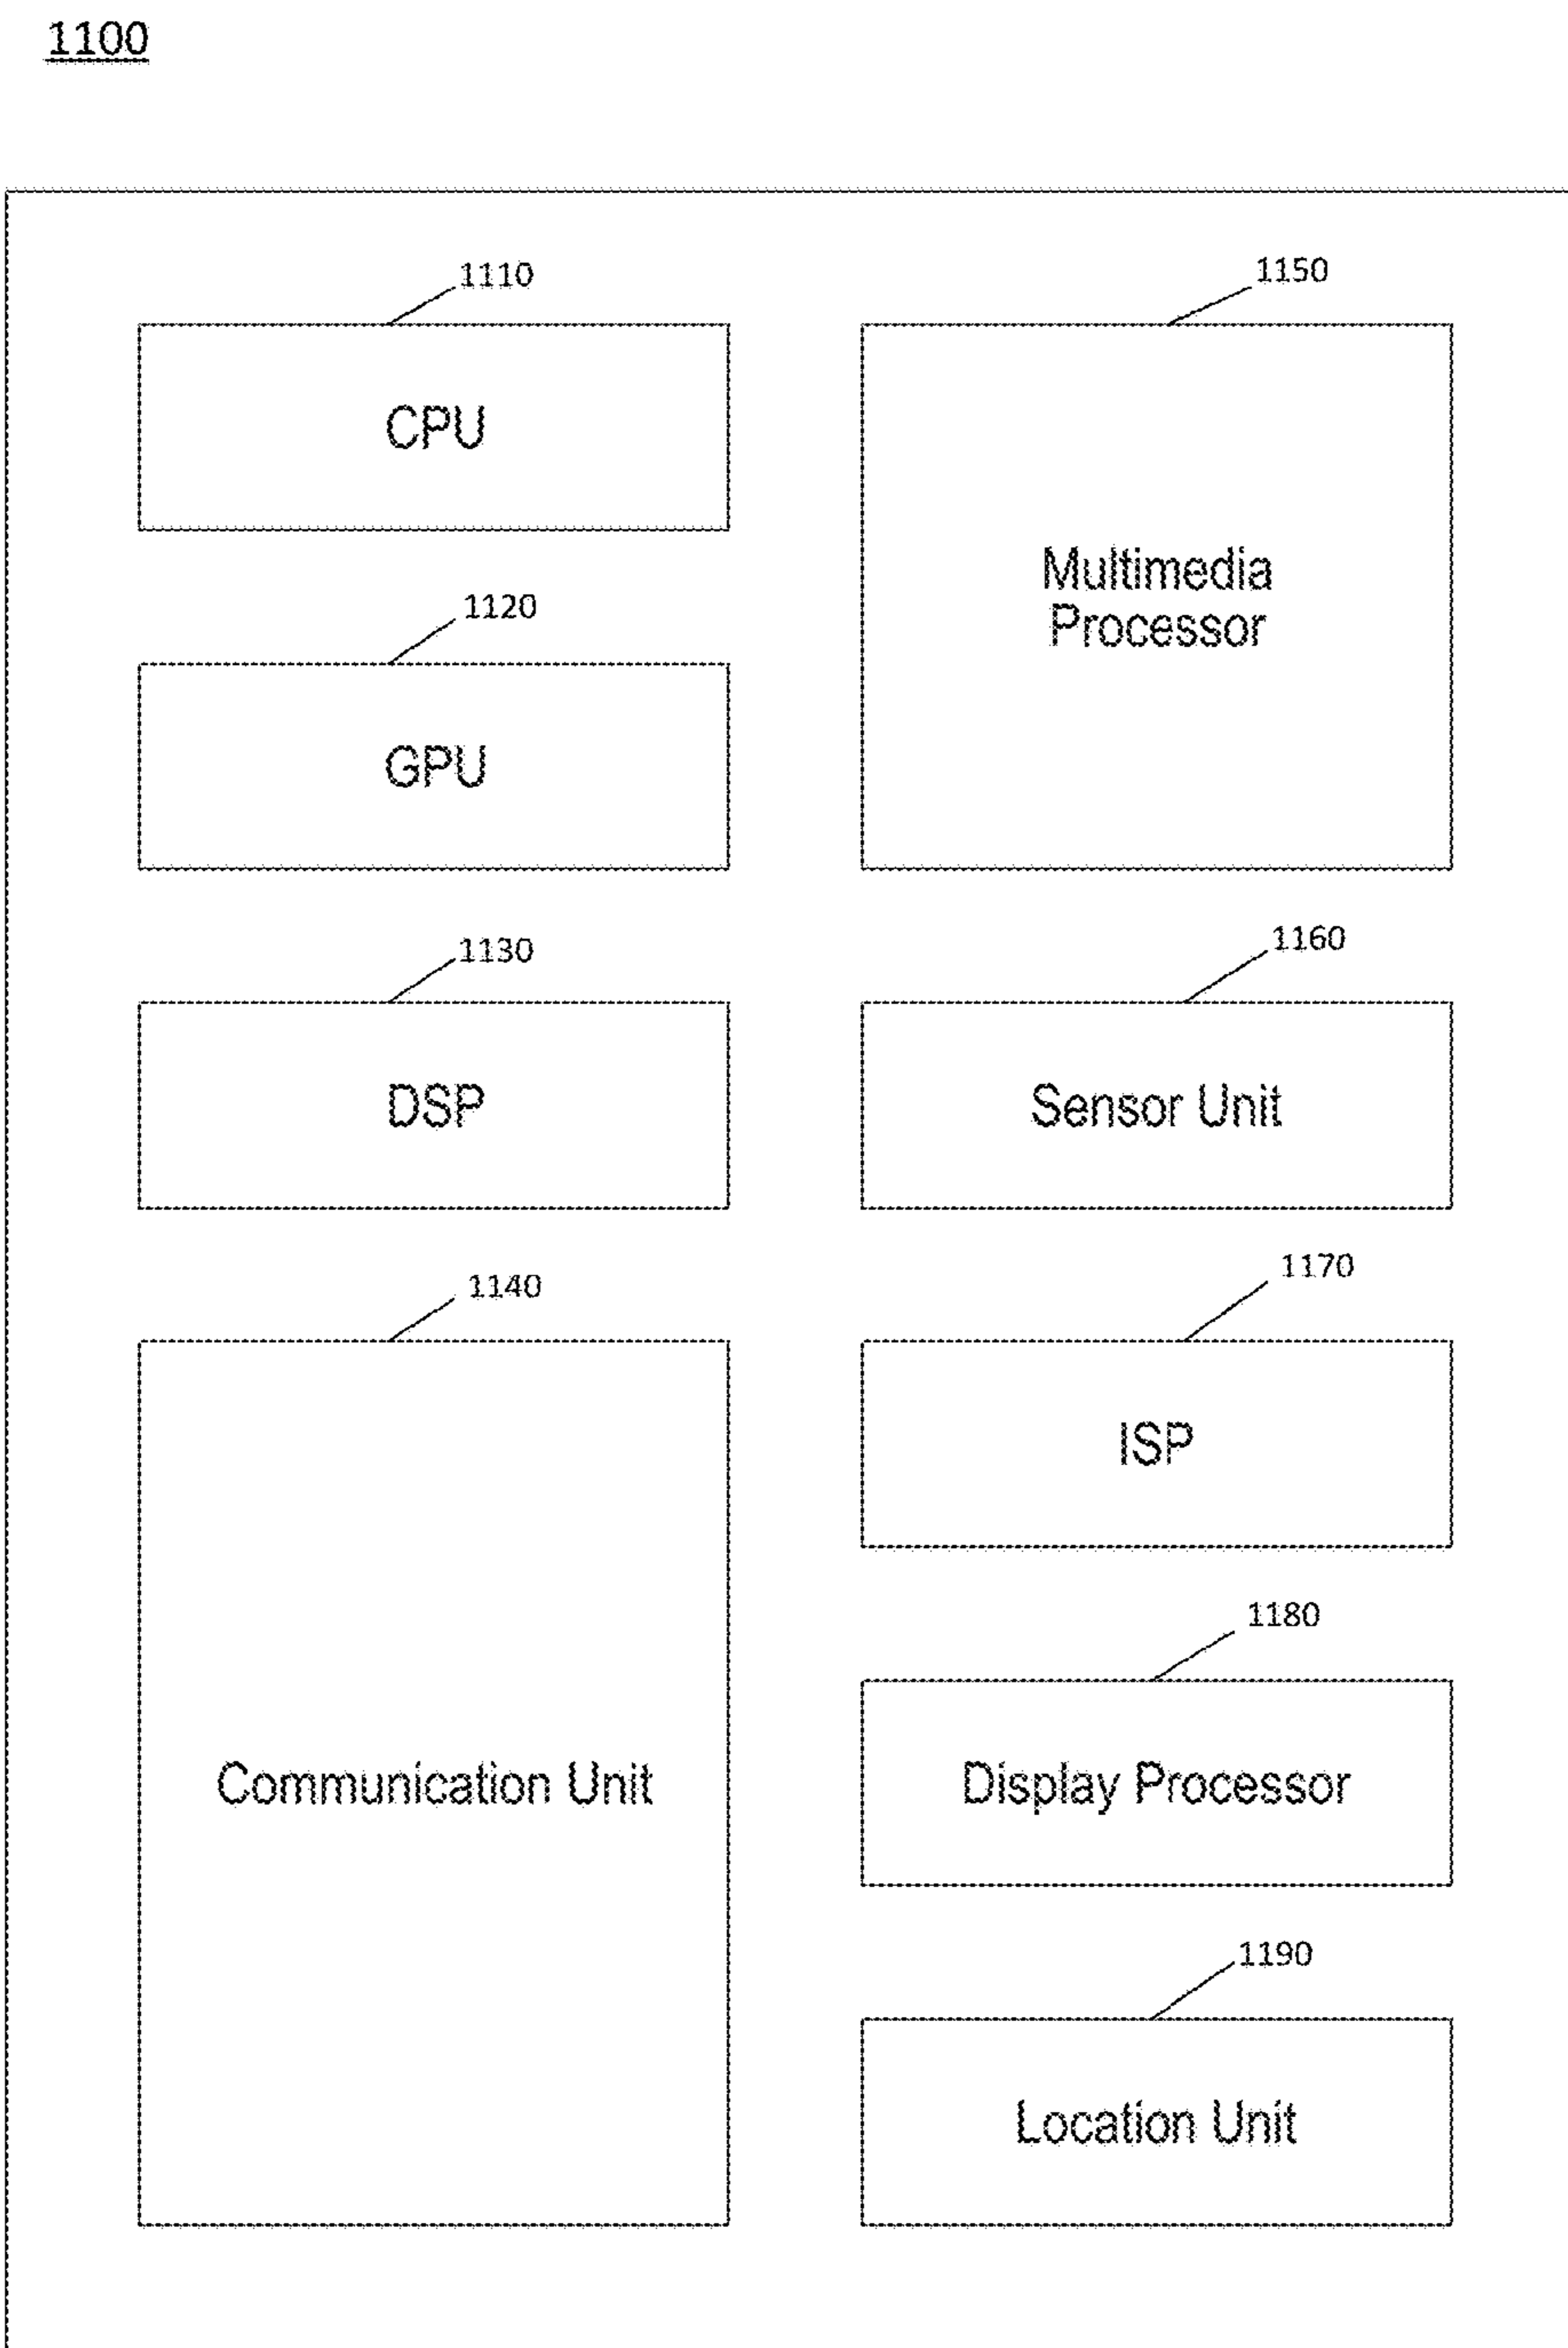 1100
1110
CPU
1120
GPU
1130
DSP
1140
Communication Unit
1150
Multimedia
Processor
1160
Sensor Unit
1170
ISP
1180
Display Processor
1190
Location Unit